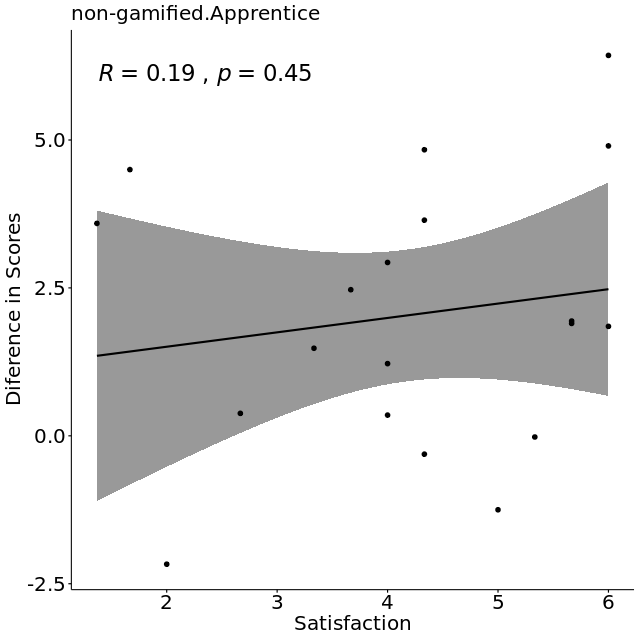 non-gamified.Apprentice
R = 0.19 , p = 0.45
Diference in Scores
5.0
2.5
0.0
-2.5
2 3 4 5 6
Satisfaction